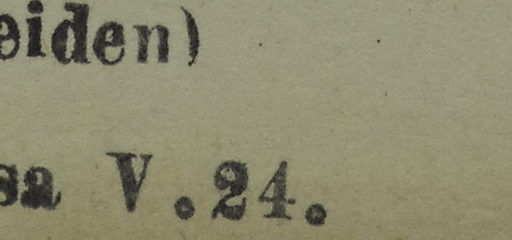 eiden)
sa V.24.